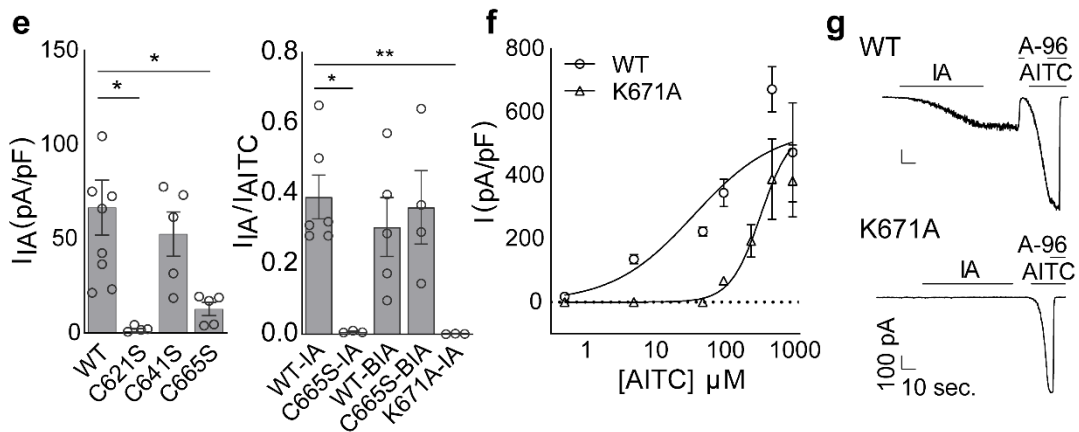 e
I_IA(pA/pF)
150
100
50
0
*
*
WT
C621S
C641S
C665S
I_IA/I_AITC
0.8
0.6
0.4
0.2
0.0
**
*
WT-IA
C665S-IA
WT-BIA
C665S-BIA
K671A-IA
f
I (pA/pF)
800
600
400
200
0
WT
K671A
1
10
100
1000
[AITC] µM
g
WT
A-96
IA
AITC
K671A
A-96
IA
AITC
100 pA
10 sec.